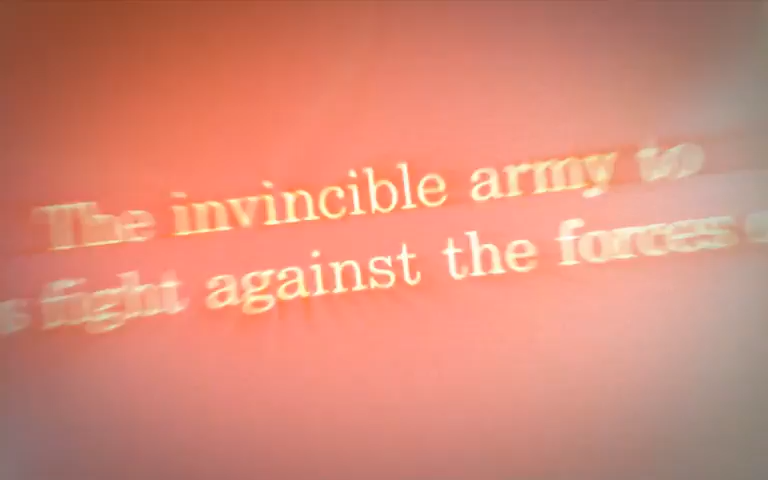 The invincible army to
fight against the forces